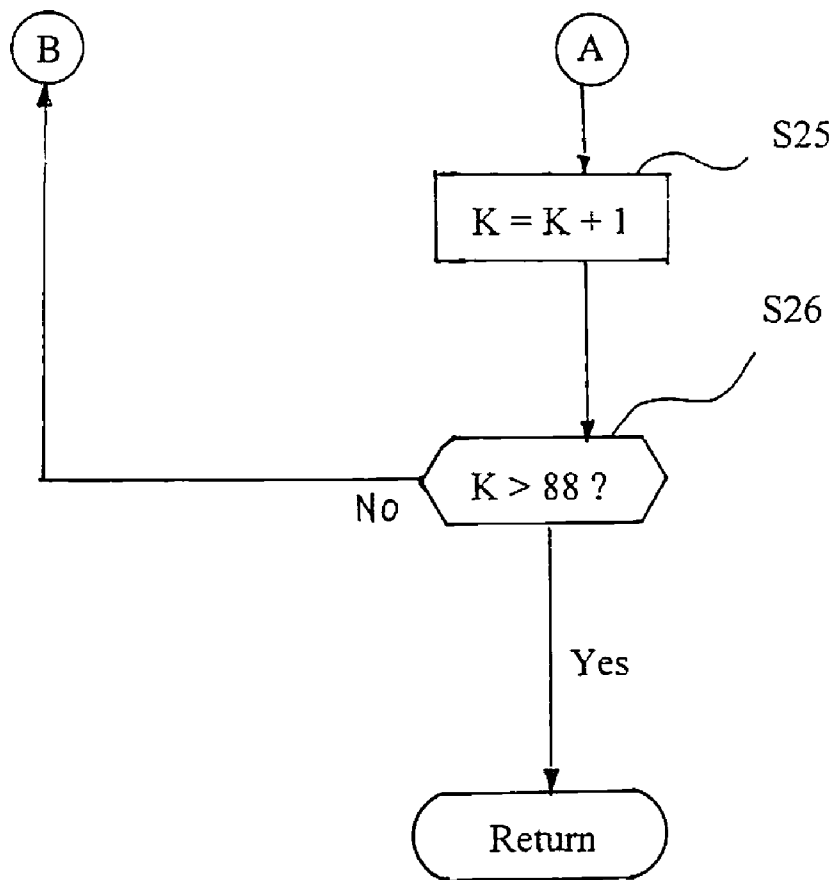 B
A
S25
K = K + 1
S26
K > 88 ?
No
Yes
Return